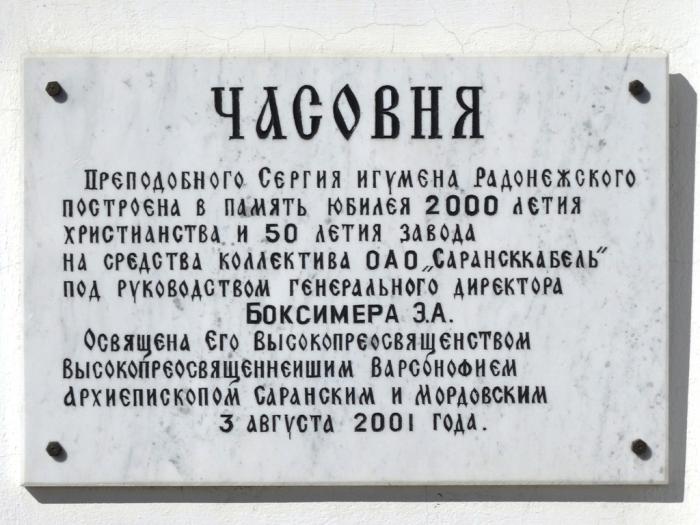 ЧАСОВНЯ
Преподобного Сергия игумена Радонежского
построена в память юбилея 2000 летия
христианства и 50 летия завода
на средства коллектива ОАО „Сарансккабель"
под руководством генерального директора
Боксимера Э.А.
Освящена Его Высокопреосвященством
Высокопреосвященнеишим Варсонофием
Архиепископом Саранским и Мордовским
3 августа 2001 года.